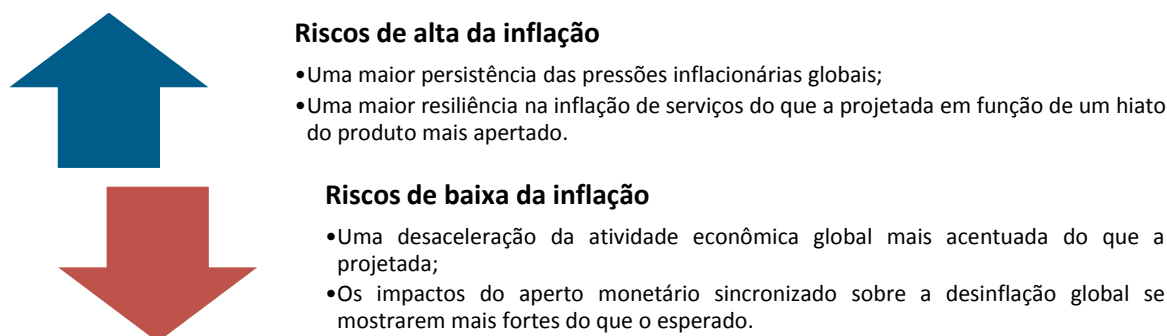 Riscos de alta da inflação
•Uma maior persistência das pressões inflacionárias globais;
•Uma maior resiliência na inflação de serviços do que a projetada em função de um hiato
do produto mais apertado.
Riscos de baixa da inflação
•Uma desaceleração da atividade econômica global mais acentuada do que a
projetada;
•Os impactos do aperto monetário sincronizado sobre a desinflação global se
mostrarem mais fortes do que o esperado.